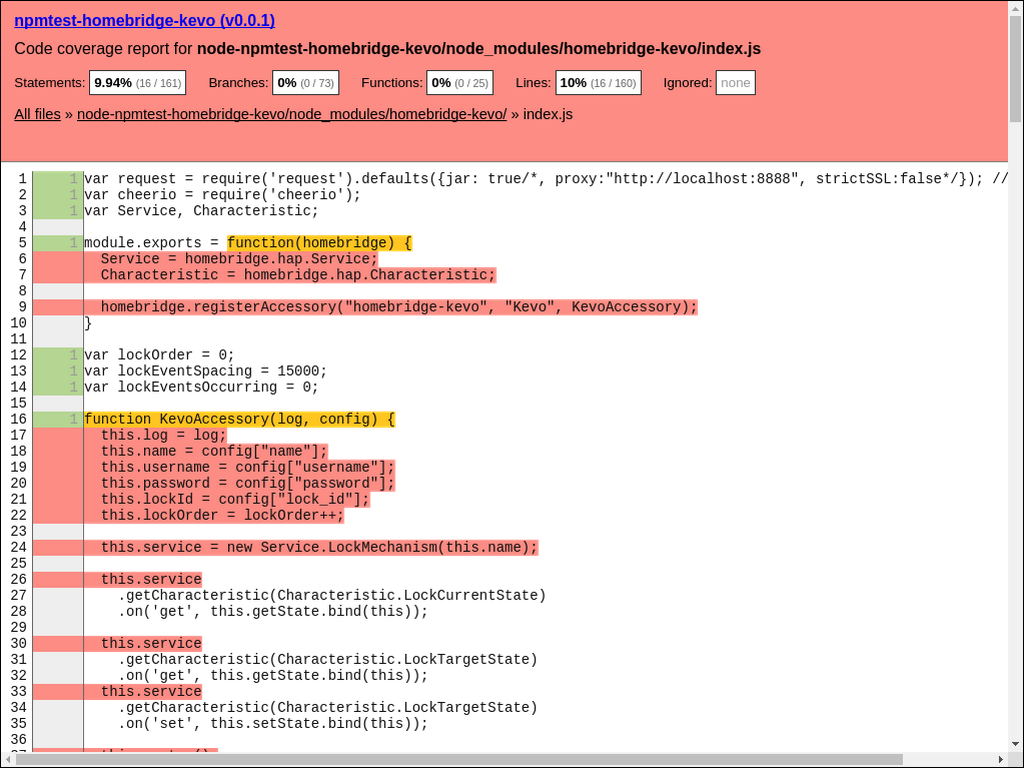 npmtest-homebridge-kevo (v0.0.1)
Code coverage report for node-npmtest-homebridge-kevo/node_modules/homebridge-kevo/index.js
Statements: 9.94% (16 / 161) Branches: 0% (0 / 73) Functions: 0% (0 / 25) Lines: 10% (16 / 160) Ignored: none
All files » node-npmtest-homebridge-kevo/node_modules/homebridge-kevo/ » index.js
1 1 var request = require('request').defaults({jar: true/*, proxy:"http://localhost:8888", strictSSL:false*/}); //
2 1 var cheerio = require('cheerio');
3 1 var Service, Characteristic;
4
5 1 module.exports = function(homebridge) {
6 Service = homebridge.hap.Service;
7 Characteristic = homebridge.hap.Characteristic;
8
9 homebridge.registerAccessory("homebridge-kevo", "Kevo", KevoAccessory);
10 }
11
12 1 var lockOrder = 0;
13 1 var lockEventSpacing = 15000;
14 1 var lockEventsOccurring = 0;
15
16 1 function KevoAccessory(log, config) {
17 this.log = log;
18 this.name = config["name"];
19 this.username = config["username"];
20 this.password = config["password"];
21 this.lockId = config["lock_id"];
22 this.lockOrder = lockOrder++;
23
24 this.service = new Service.LockMechanism(this.name);
25
26 this.service
27 .getCharacteristic(Characteristic.LockCurrentState)
28 .on('get', this.getState.bind(this));
29
30 this.service
31 .getCharacteristic(Characteristic.LockTargetState)
32 .on('get', this.getState.bind(this));
33 this.service
34 .getCharacteristic(Characteristic.LockTargetState)
35 .on('set', this.setState.bind(this));
36